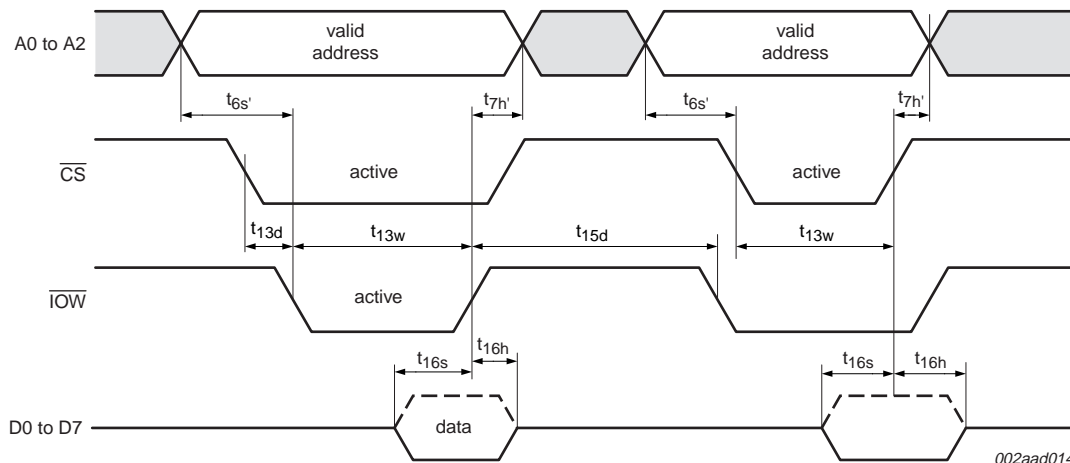 A0 to A2
valid
address
valid
address
t6s'
t7h'
t6s'
t7h'
CS
active
active
t13d
t13w
t15d
t13w
IOW
active
t16s
t16h
t16s
t16h
D0 to D7
data
002aad014